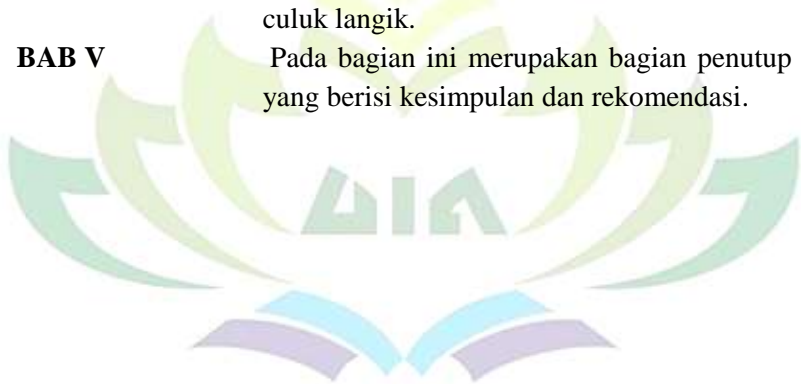 culuk langik.
BAB V Pada bagian ini merupakan bagian penutup
yang berisi kesimpulan dan rekomendasi.